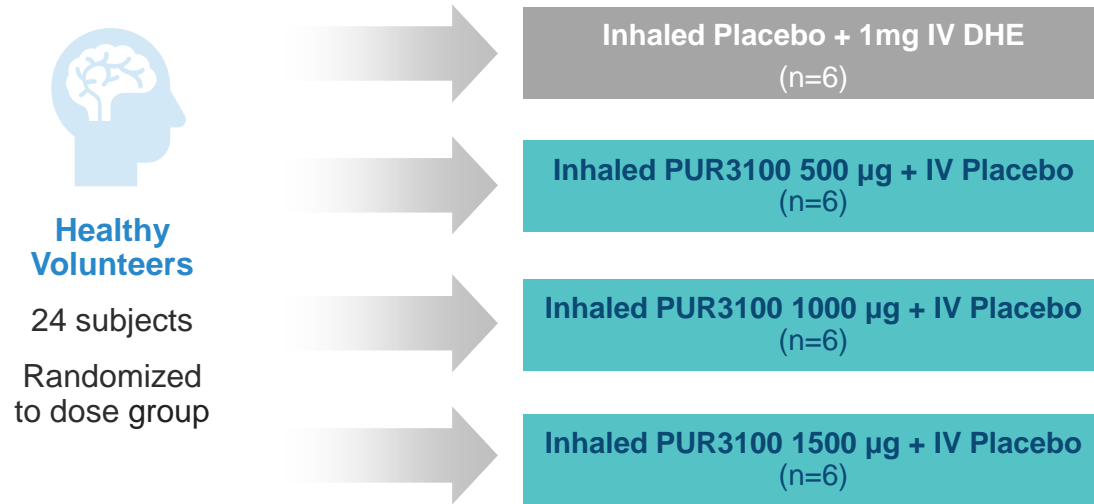 Healthy
Volunteers
24 subjects
Randomized
to dose group
Inhaled Placebo + 1mg IV DHE
(n=6)
Inhaled PUR3100 500 µg + IV Placebo
(n=6)
Inhaled PUR3100 1000 µg + IV Placebo
(n=6)
Inhaled PUR3100 1500 µg + IV Placebo
(n=6)